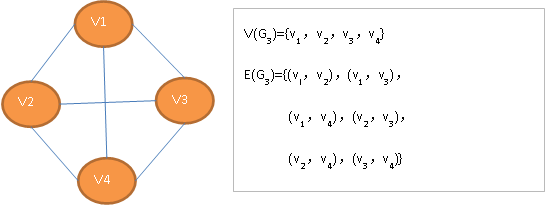 V1
V2
V3
V4
V(G₃)={v₁，v₂，v₃，v₄}
E(G₃)={(vᵢ，v₂)，(v₁，v₃)，
(v₁，v₄)，(v₂，v₃)，
(v₂，v₄)，(v₃，v₄)}